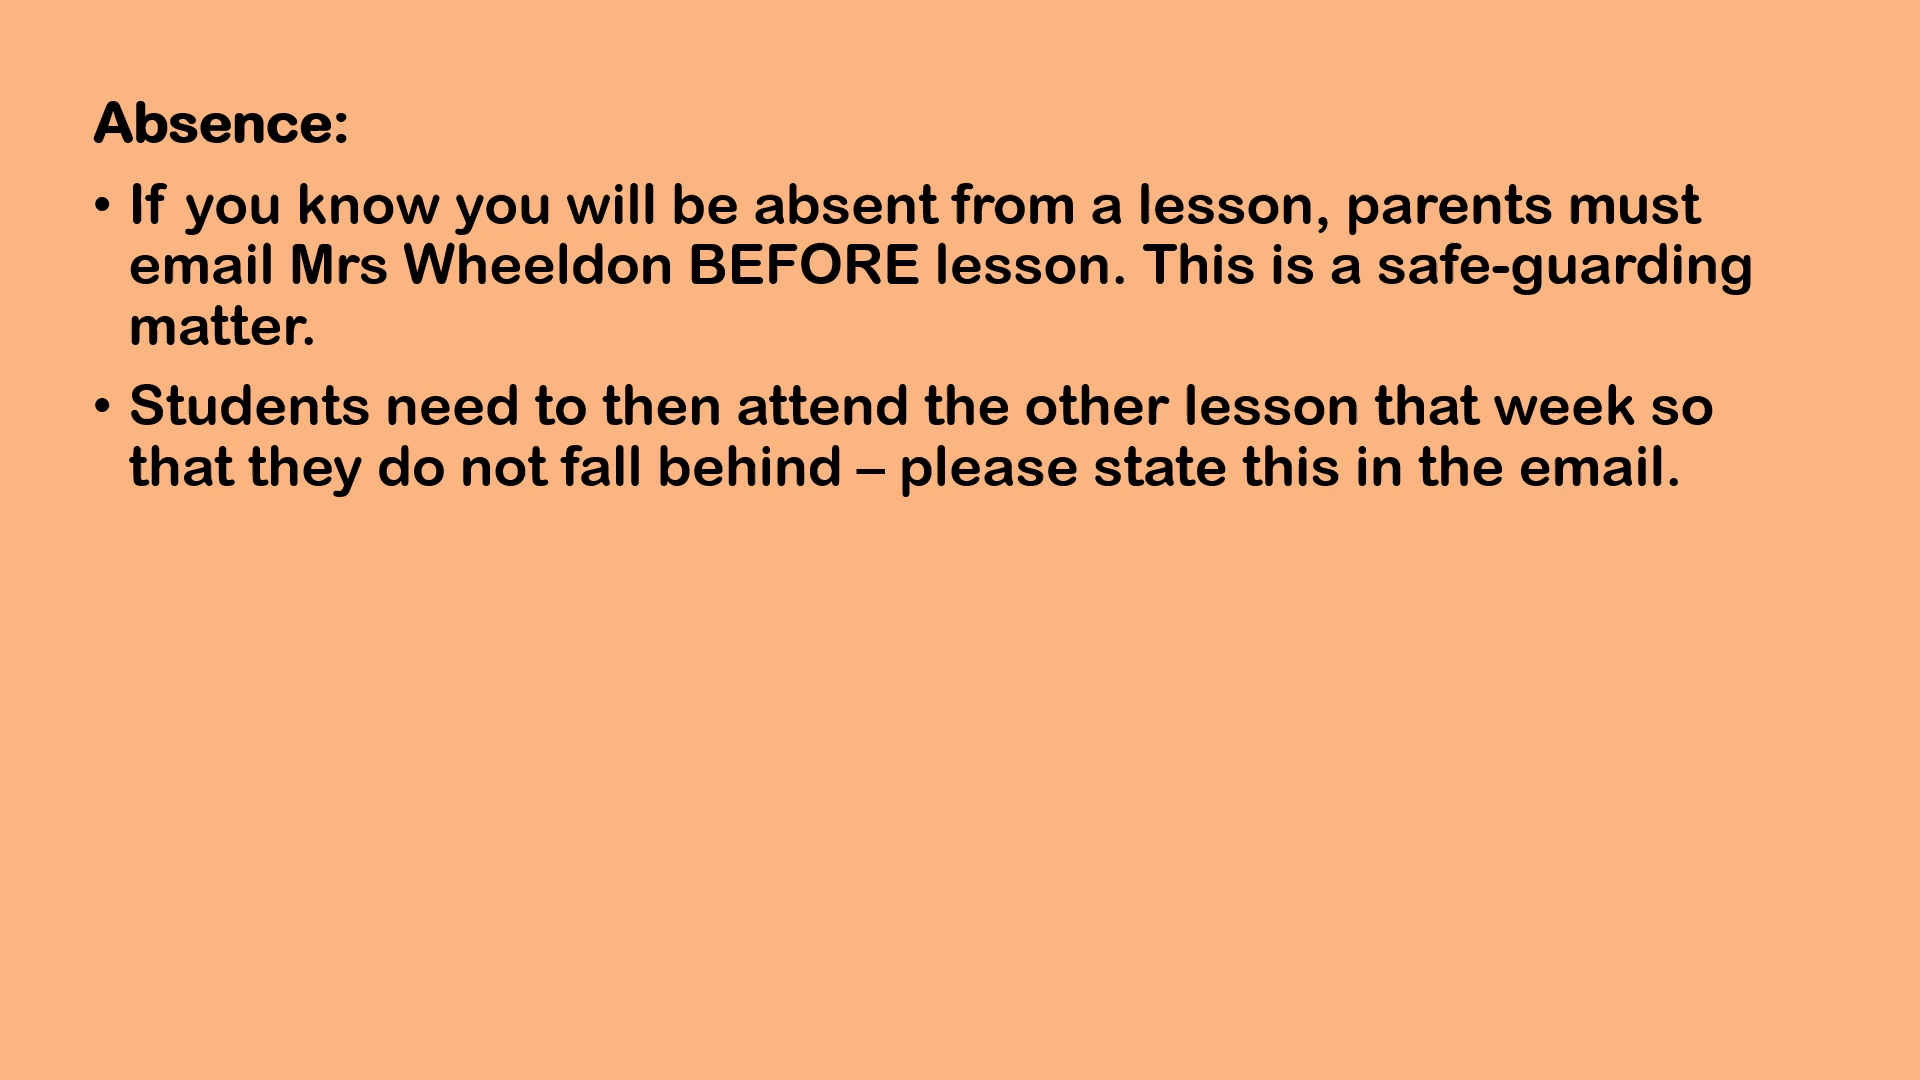 Absence:
• If you know you will be absent from a lesson, parents must
email Mrs Wheeldon BEFORE lesson. This is a safe-guarding
matter.
• Students need to then attend the other lesson that week so
that they do not fall behind – please state this in the email.